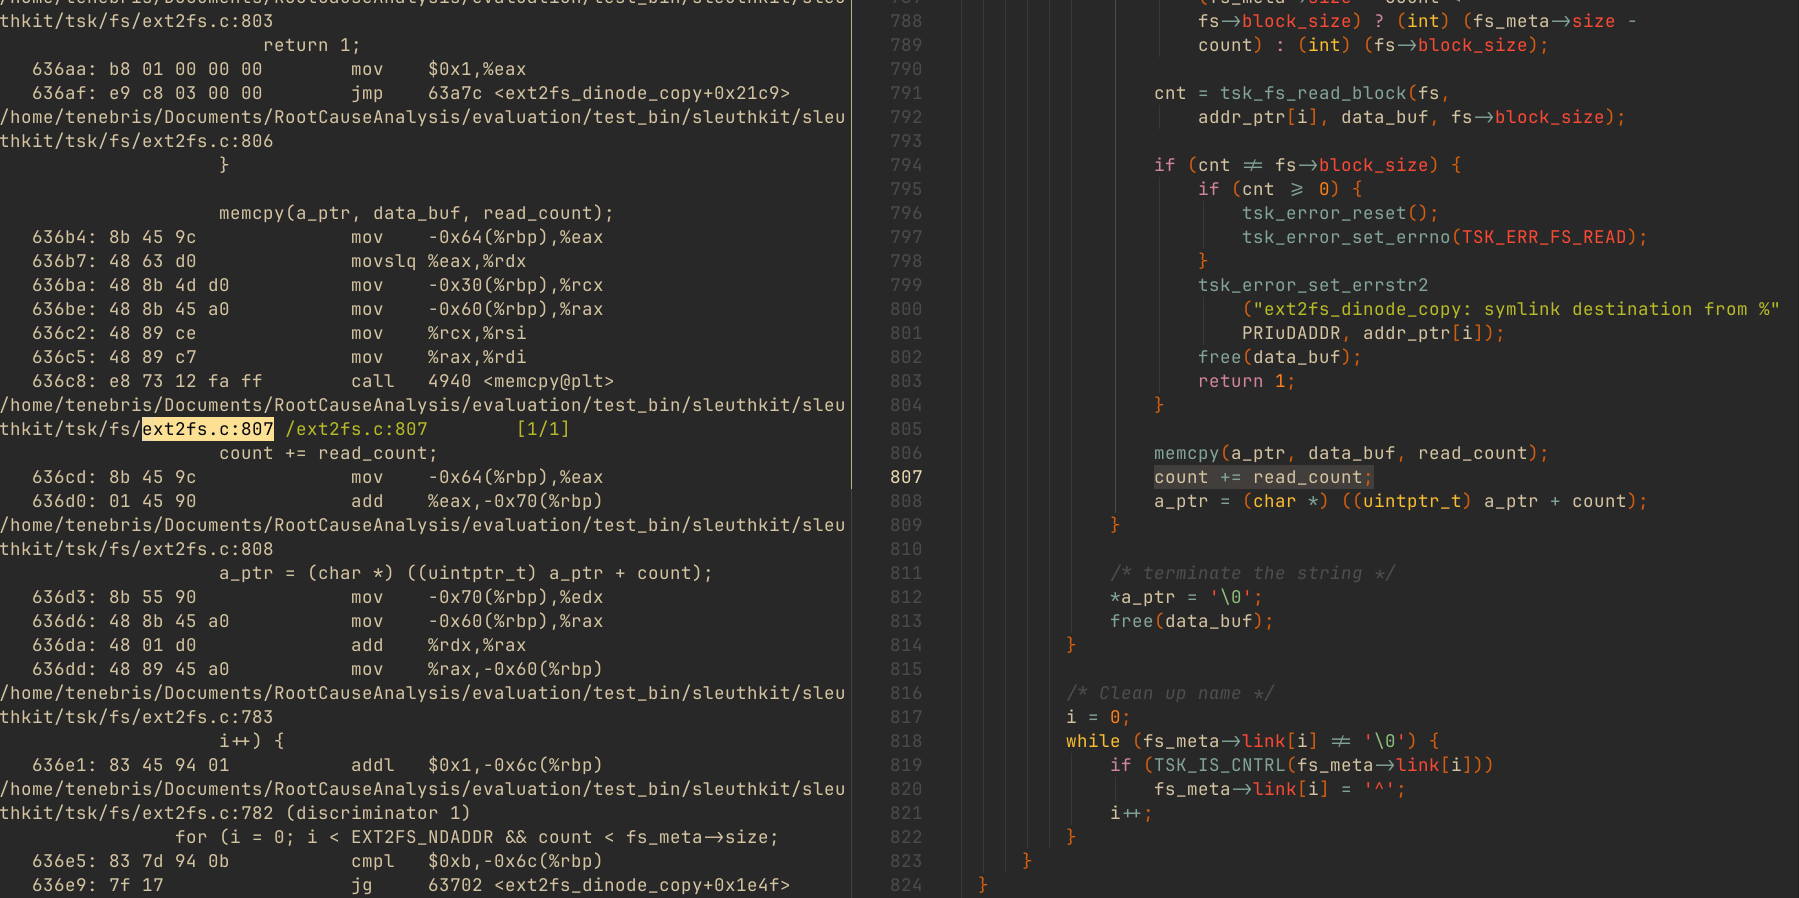 /home/tenebris/Documents/RootCauseAnalysis/evaluation/test_bin/sleuthkit/sleu
thkit/tsk/fs/ext2fs.c:803
return 1;
636aa: b8 01 00 00 00 mov $0x1,%eax
636af: e9 c8 03 00 00 jmp 63a7c <ext2fs_dinode_copy+0x21c9>
/home/tenebris/Documents/RootCauseAnalysis/evaluation/test_bin/sleuthkit/sleu
thkit/tsk/fs/ext2fs.c:806
}
memcpy(a_ptr, data_buf, read_count);
636b4: 8b 45 9c mov -0x64(%rbp),%eax
636b7: 48 63 d0 movslq %eax,%rdx
636ba: 48 8b 4d d0 mov -0x30(%rbp),%rcx
636be: 48 8b 45 a0 mov -0x60(%rbp),%rax
636c2: 48 89 ce mov %rcx,%rsi
636c5: 48 89 c7 mov %rax,%rdi
636c8: e8 73 12 fa ff call 4940 <memcpy@plt>
/home/tenebris/Documents/RootCauseAnalysis/evaluation/test_bin/sleuthkit/sleu
thkit/tsk/fs/ext2fs.c:807 /ext2fs.c:807 [1/1]
count += read_count;
636cd: 8b 45 9c mov -0x64(%rbp),%eax
636d0: 01 45 90 add %eax,-0x70(%rbp)
/home/tenebris/Documents/RootCauseAnalysis/evaluation/test_bin/sleuthkit/sleu
thkit/tsk/fs/ext2fs.c:808
a_ptr = (char *) ((uintptr_t) a_ptr + count);
636d3: 8b 55 90 mov -0x70(%rbp),%edx
636d6: 48 8b 45 a0 mov -0x60(%rbp),%rax
636da: 48 01 d0 add %rdx,%rax
636dd: 48 89 45 a0 mov %rax,-0x60(%rbp)
/home/tenebris/Documents/RootCauseAnalysis/evaluation/test_bin/sleuthkit/sleu
thkit/tsk/fs/ext2fs.c:783
i++) {
636e1: 83 45 94 01 addl $0x1,-0x6c(%rbp)
/home/tenebris/Documents/RootCauseAnalysis/evaluation/test_bin/sleuthkit/sleu
thkit/tsk/fs/ext2fs.c:782 (discriminator 1)
for (i = 0; i < EXT2FS_NDADDR && count < fs_meta->size;
636e5: 83 7d 94 0b cmpl $0xb,-0x6c(%rbp)
636e9: 7f 17 jg 63702 <ext2fs_dinode_copy+0x1e4f>
787 (fs_meta->size - count <
788 fs->block_size) ? (int) (fs_meta->size -
789 count) : (int) (fs->block_size);
790
791 cnt = tsk_fs_read_block(fs,
792 addr_ptr[i], data_buf, fs->block_size);
793
794 if (cnt != fs->block_size) {
795 if (cnt >= 0) {
796 tsk_error_reset();
797 tsk_error_set_errno(TSK_ERR_FS_READ);
798 }
799 tsk_error_set_errstr2
800 ("ext2fs_dinode_copy: symlink destination from %"
801 PRIuDADDR, addr_ptr[i]);
802 free(data_buf);
803 return 1;
804 }
805
806 memcpy(a_ptr, data_buf, read_count);
807 count += read_count;
808 a_ptr = (char *) ((uintptr_t) a_ptr + count);
809 }
810
811 /* terminate the string */
812 *a_ptr = '\0';
813 free(data_buf);
814 }
815
816 /* Clean up name */
817 i = 0;
818 while (fs_meta->link[i] != '\0') {
819 if (TSK_IS_CNTRL(fs_meta->link[i]))
820 fs_meta->link[i] = '^';
821 i++;
822 }
823 }
824 }